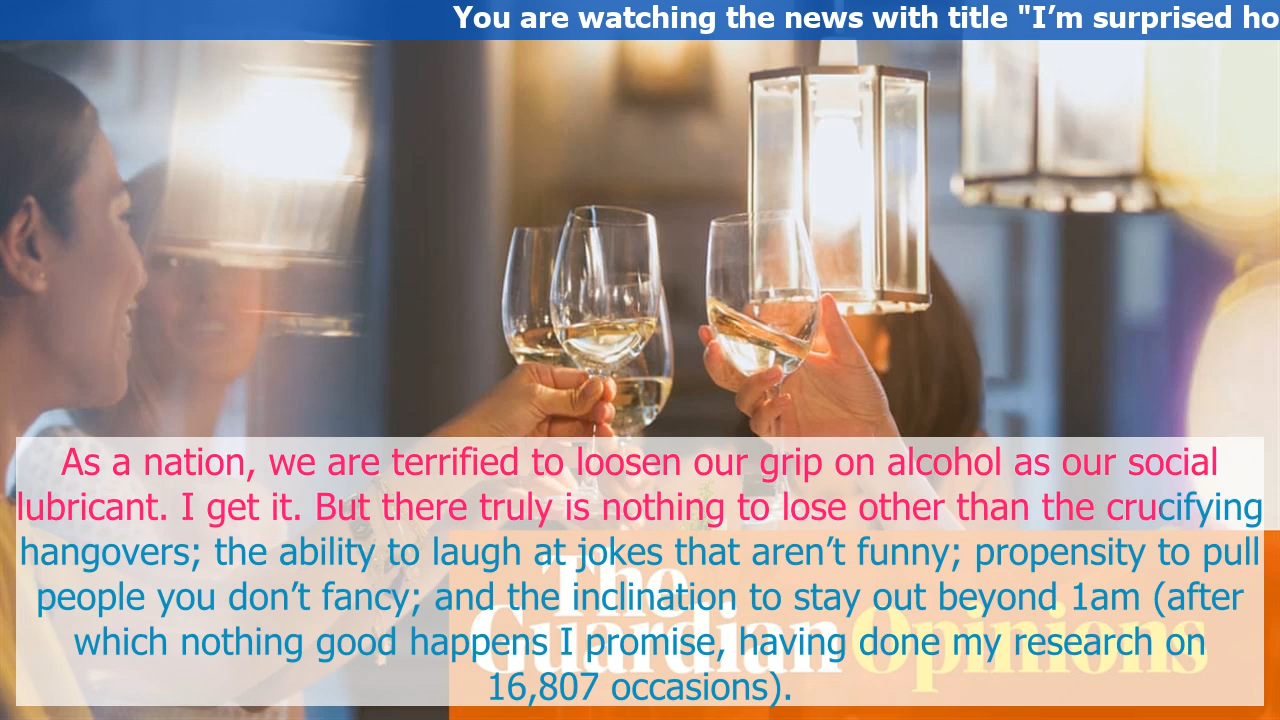 You are watching the news with title "I’m surprised ho
As a nation, we are terrified to loosen our grip on alcohol as our social
lubricant. I get it. But there truly is nothing to lose other than the crucifying
hangovers; the ability to laugh at jokes that aren’t funny; propensity to pull
people you don’t fancy; and the inclination to stay out beyond 1am (after
which nothing good happens I promise, having done my research on
16,807 occasions).
The
Guardian Opinions